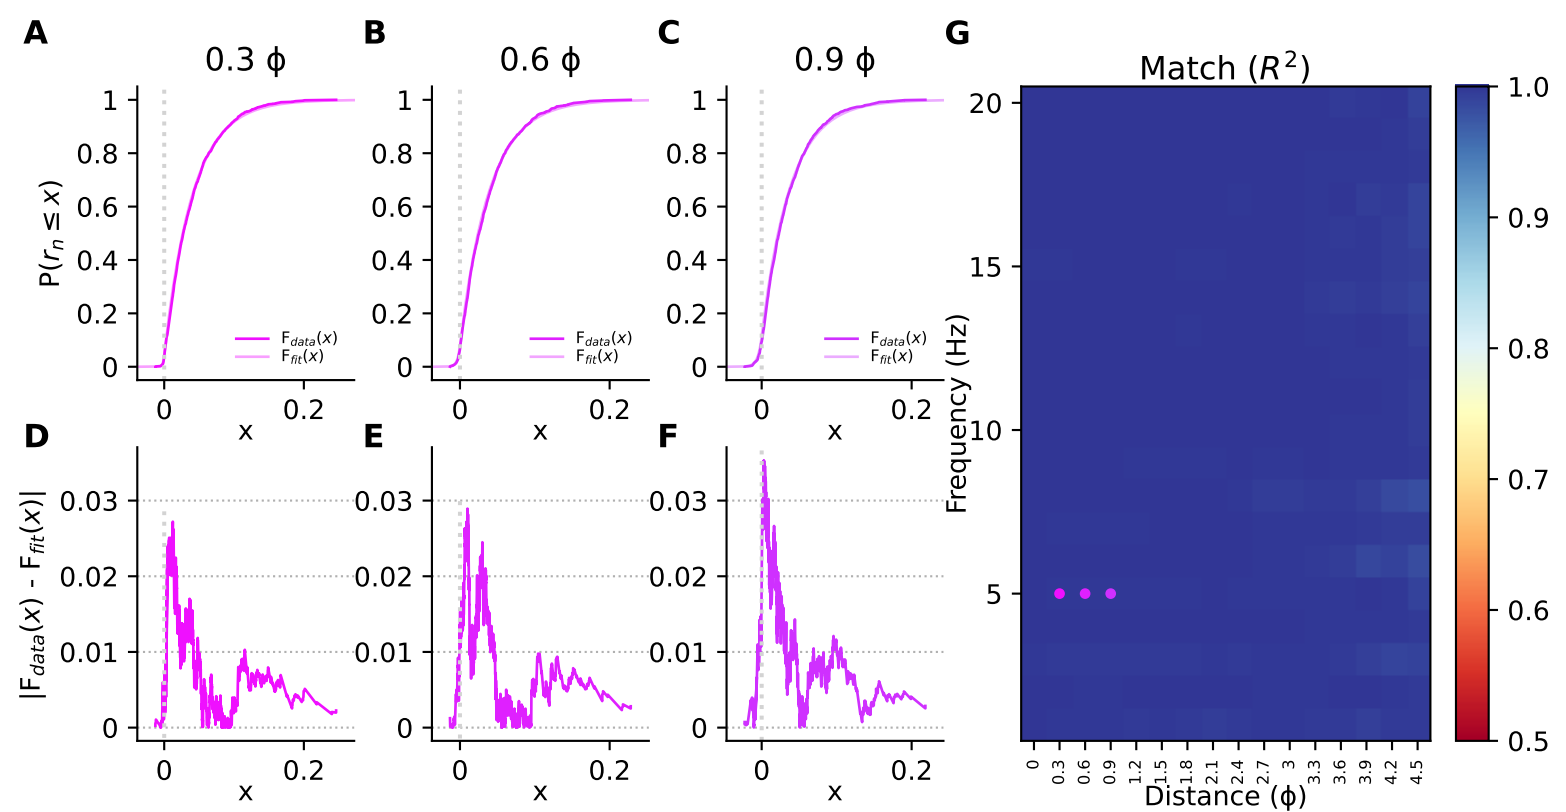 A
B
C
G
0.3 ϕ
0.6 ϕ
0.9 ϕ
Match (R²)
1
0.8
0.6
0.4
0.2
0
P(rₙ ≤ x)
F_data(x)
F_fit(x)
0
0.2
x
1
0.8
0.6
0.4
0.2
0
F_data(x)
F_fit(x)
0
0.2
x
1
0.8
0.6
0.4
0.2
0
F_data(x)
F_fit(x)
0
0.2
x
D
E
F
0.03
0.02
0.01
0
|F_data(x) - F_fit(x)|
0
0.2
x
0.03
0.02
0.01
0
0
0.2
x
0.03
0.02
0.01
0
0
0.2
x
20
15
10
5
Frequency (Hz)
0
0.3
0.6
0.9
1.2
1.5
1.8
2.1
2.4
2.7
3
3.3
3.6
3.9
4.2
4.5
Distance (ϕ)
1.0
0.9
0.8
0.7
0.6
0.5